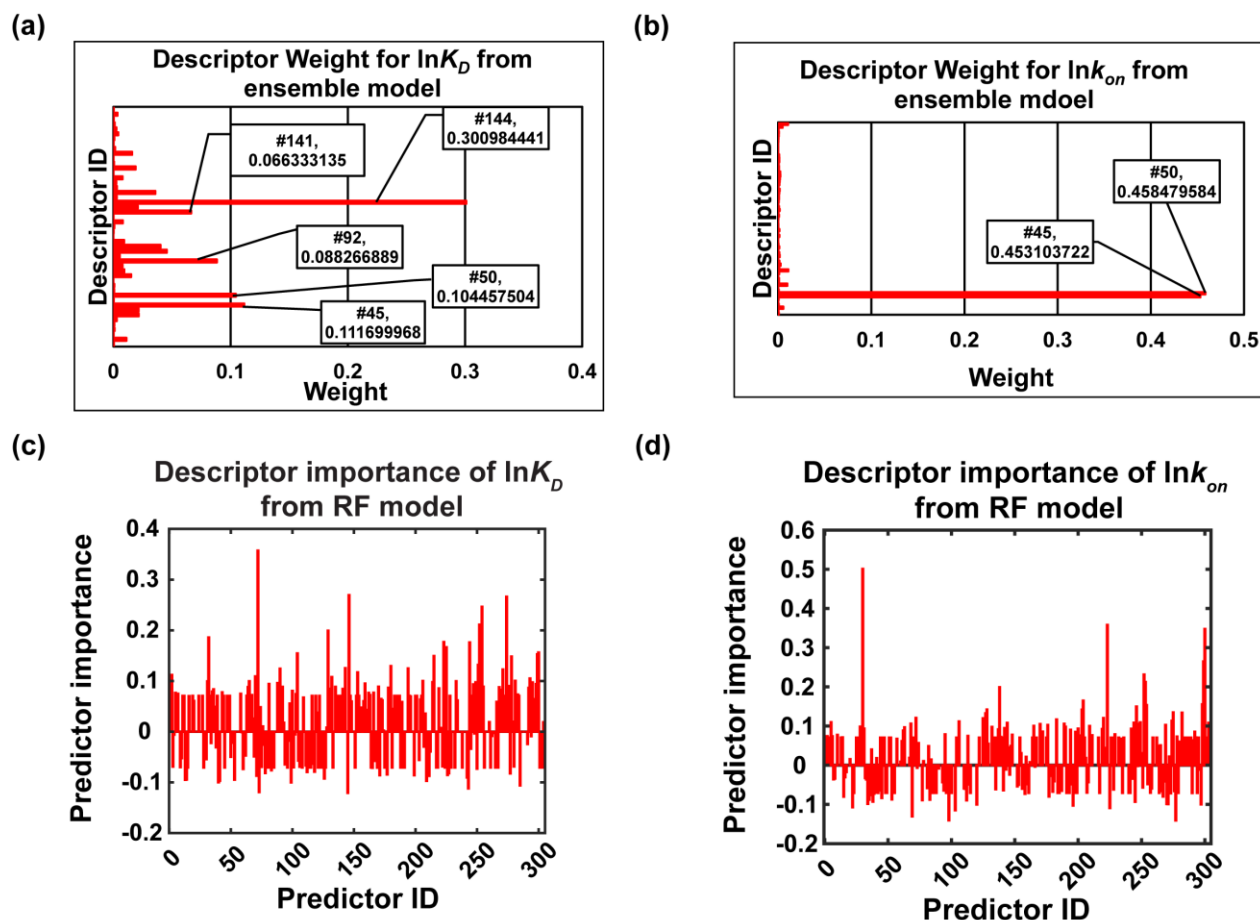 (a)
Descriptor Weight for lnK_D from
ensemble model
#144,
0.300984441
#141,
0.066333135
#92,
0.088266889
#50,
0.104457504
#45,
0.111699968
Descriptor ID
0 0.1 0.2 0.3 0.4
Weight
(b)
Descriptor Weight for lnk_on from
ensemble mdoel
#50,
0.458479584
#45,
0.453103722
Descriptor ID
0 0.1 0.2 0.3 0.4 0.5
Weight
(c)
Descriptor importance of lnK_D
from RF model
Predictor importance
0.4
0.3
0.2
0.1
0
-0.1
-0.2
0 50 100 150 200 250 300
Predictor ID
(d)
Descriptor importance of lnk_on
from RF model
Predictor importance
0.6
0.5
0.4
0.3
0.2
0.1
0
-0.1
-0.2
0 50 100 150 200 250 300
Predictor ID